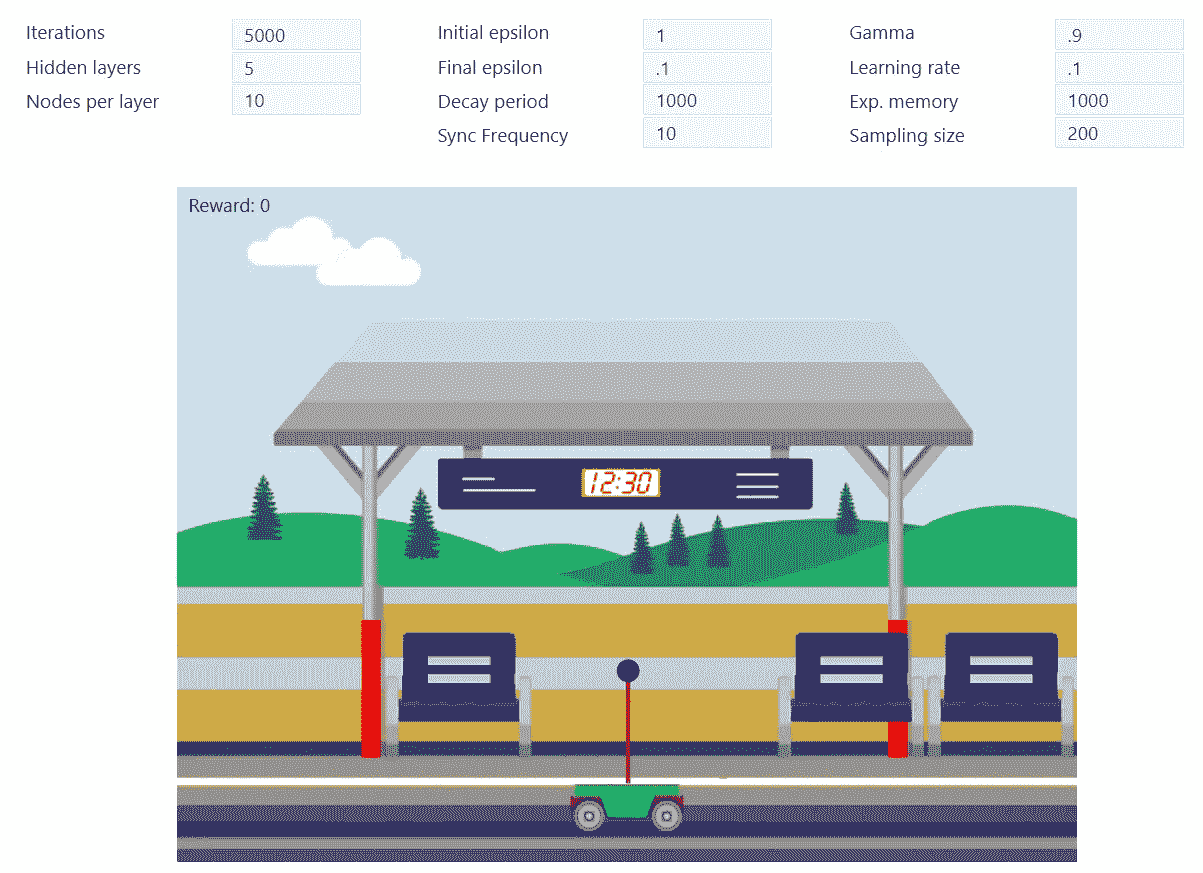 Iterations 5000 Initial epsilon 1 Gamma .9
Hidden layers 5 Final epsilon .1 Learning rate .1
Nodes per layer 10 Decay period 1000 Exp. memory 1000
Sync Frequency 10 Sampling size 200
Reward: 0
12:30